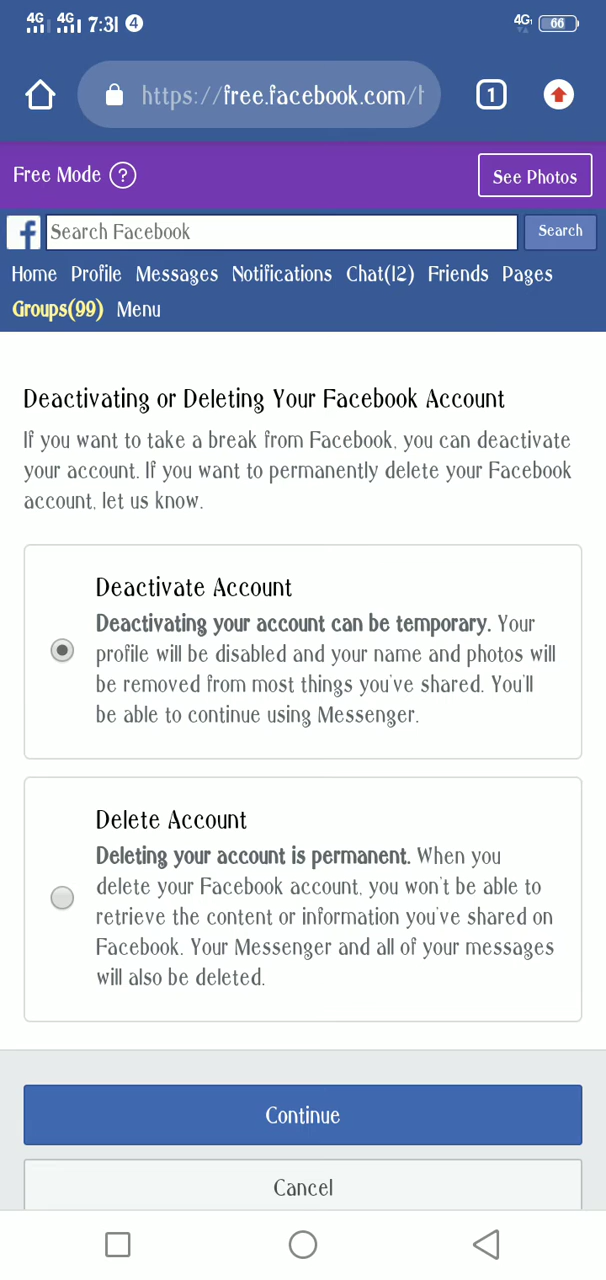 4G 4G 7:31 4 4G 66
https://free.facebook.com/h
1
Free Mode ? See Photos
f Search Facebook Search
Home Profile Messages Notifications Chat(12) Friends Pages
Groups(99) Menu
Deactivating or Deleting Your Facebook Account
If you want to take a break from Facebook, you can deactivate
your account. If you want to permanently delete your Facebook
account, let us know.
Deactivate Account
Deactivating your account can be temporary. Your
profile will be disabled and your name and photos will
be removed from most things you've shared. You'll
be able to continue using Messenger.
Delete Account
Deleting your account is permanent. When you
delete your Facebook account, you won't be able to
retrieve the content or information you've shared on
Facebook. Your Messenger and all of your messages
will also be deleted.
Continue
Cancel